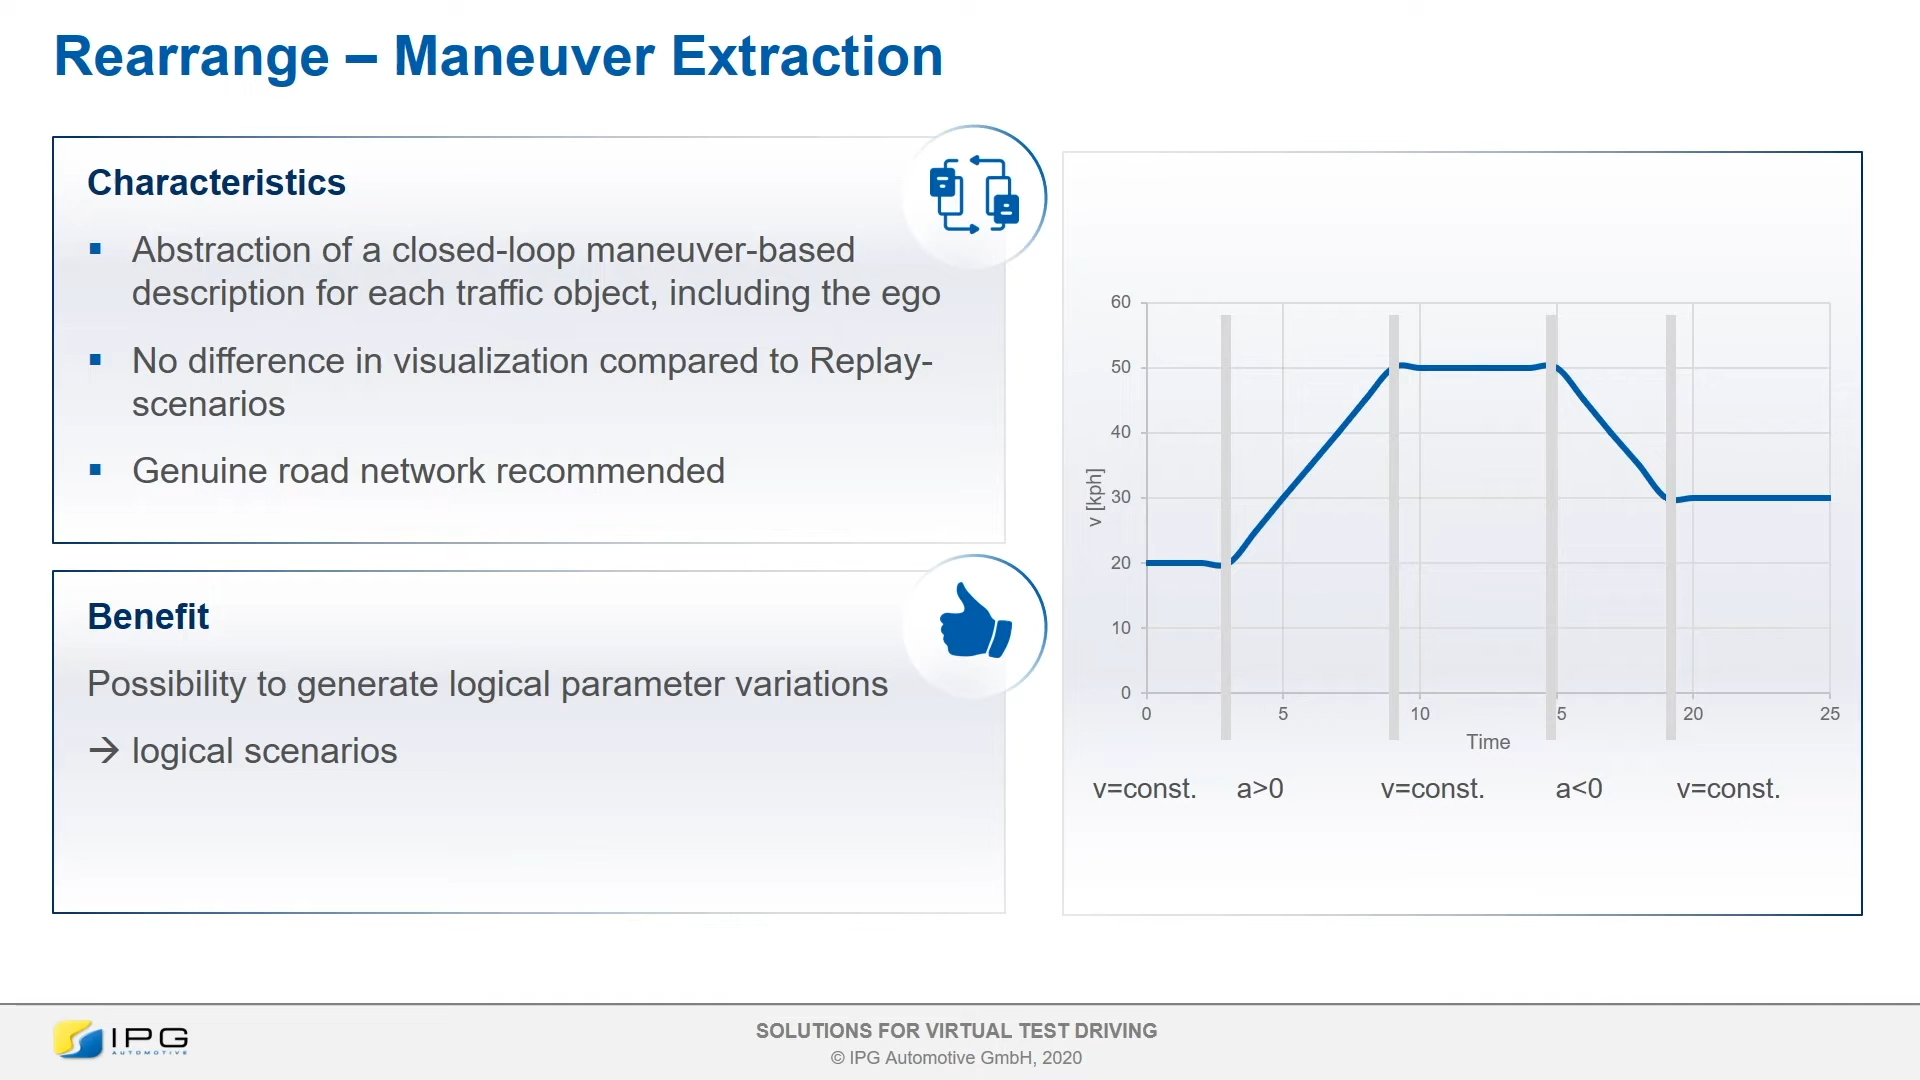 Rearrange – Maneuver Extraction
Characteristics
▪ Abstraction of a closed-loop maneuver-based
description for each traffic object, including the ego
▪ No difference in visualization compared to Replay-
scenarios
▪ Genuine road network recommended
Benefit
Possibility to generate logical parameter variations
→ logical scenarios
60
50
40
30
20
10
0
v [kph]
0 5 10 5 20 25
Time
v=const. a>0 v=const. a<0 v=const.
IPG
AUTOMOTIVE
SOLUTIONS FOR VIRTUAL TEST DRIVING
© IPG Automotive GmbH, 2020